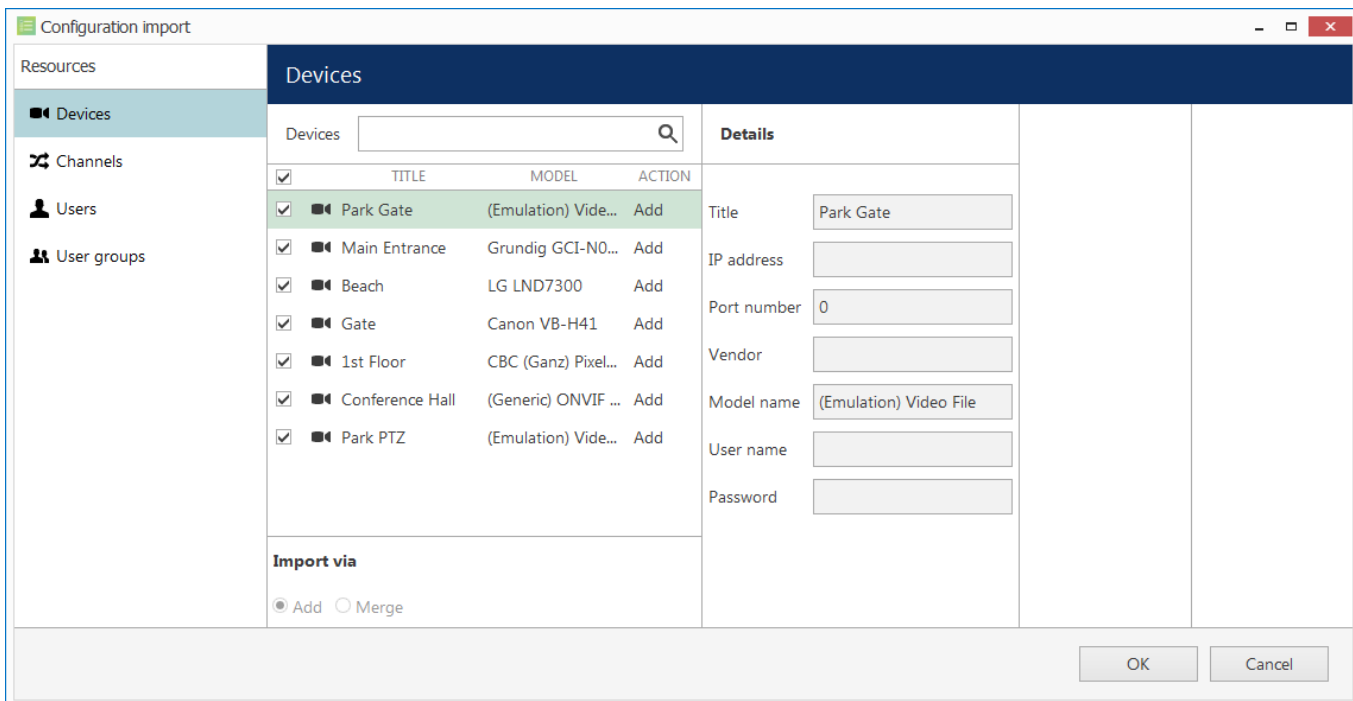 Configuration import
Resources
Devices
Channels
Users
User groups
Devices
Devices
TITLE MODEL ACTION
Park Gate (Emulation) Vide... Add
Main Entrance Grundig GCI-N0... Add
Beach LG LND7300 Add
Gate Canon VB-H41 Add
1st Floor CBC (Ganz) Pixel... Add
Conference Hall (Generic) ONVIF ... Add
Park PTZ (Emulation) Vide... Add
Import via
Add Merge
Details
Title Park Gate
IP address
Port number 0
Vendor
Model name (Emulation) Video File
User name
Password
OK Cancel